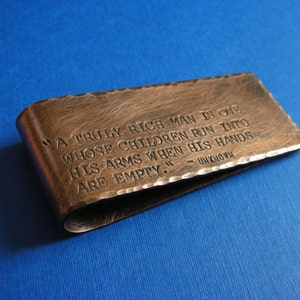 "A TRULY RICH MAN IS ONE
WHOSE CHILDREN RUN INTO
HIS ARMS WHEN HIS HANDS
ARE EMPTY." - UNKNOWN